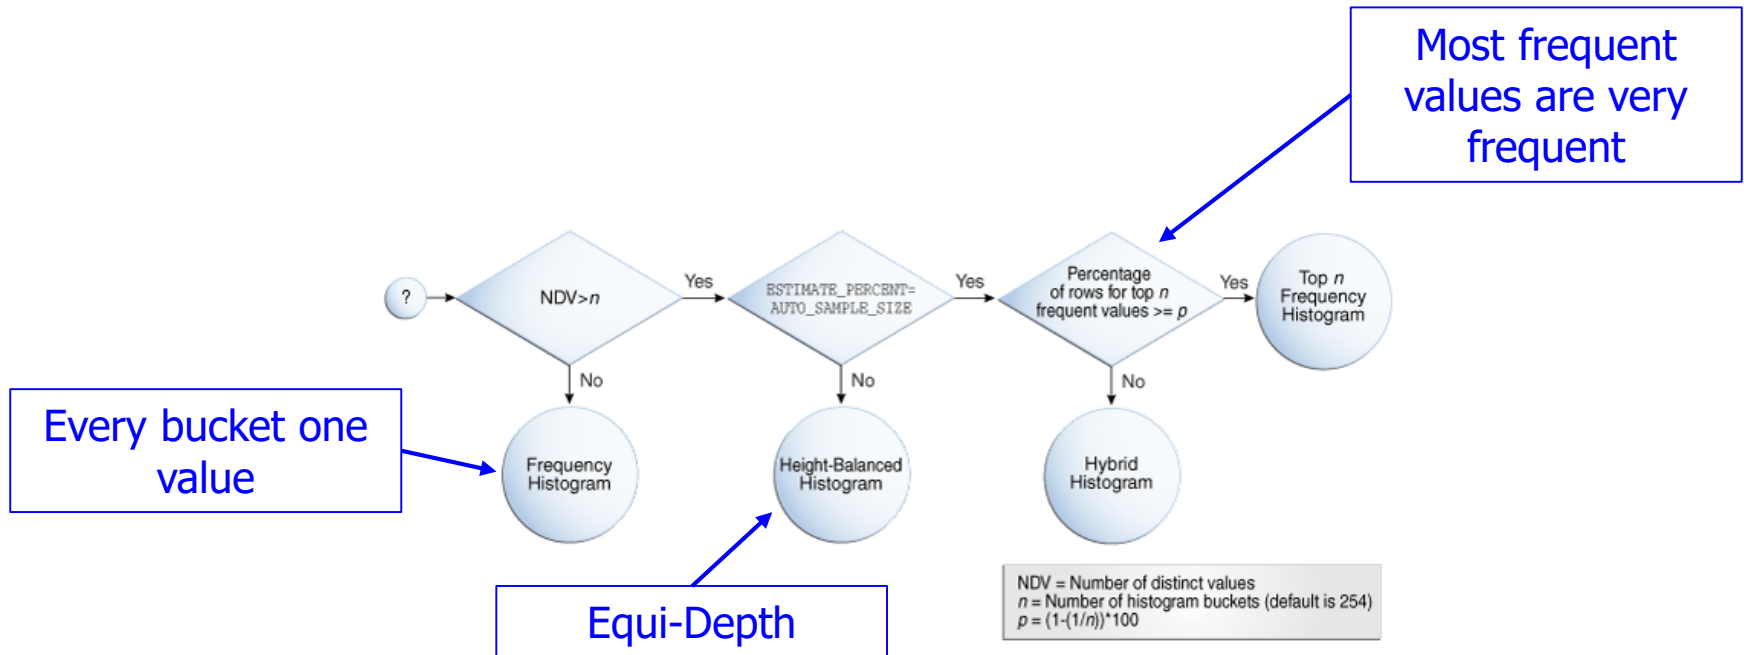 Most frequent
values are very
frequent
?
NDV>n
Yes
ESTIMATE_PERCENT=
AUTO_SAMPLE_SIZE
Yes
Percentage
of rows for top n
frequent values >= p
Yes
Top n
Frequency
Histogram
No
No
No
Every bucket one
value
Frequency
Histogram
Height-Balanced
Histogram
Hybrid
Histogram
Equi-Depth
NDV = Number of distinct values
n = Number of histogram buckets (default is 254)
p = (1-(1/n))*100